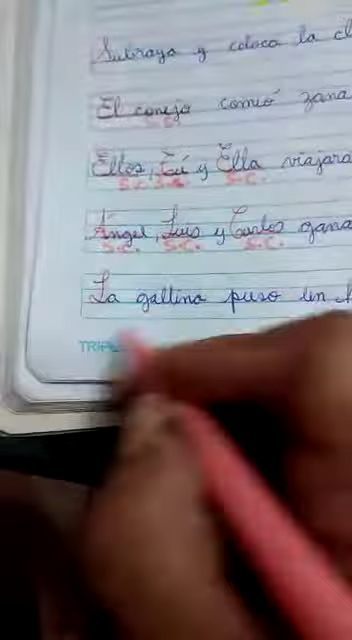 Subraya y coloca la cl
El conejo comió zana
S.C.
Ellos, Tú y Ella viajara
S.C. S.C. S.C.
Ángel, Luis y Carlos gana
S.C. S.C. S.C.
La gallina puso un h